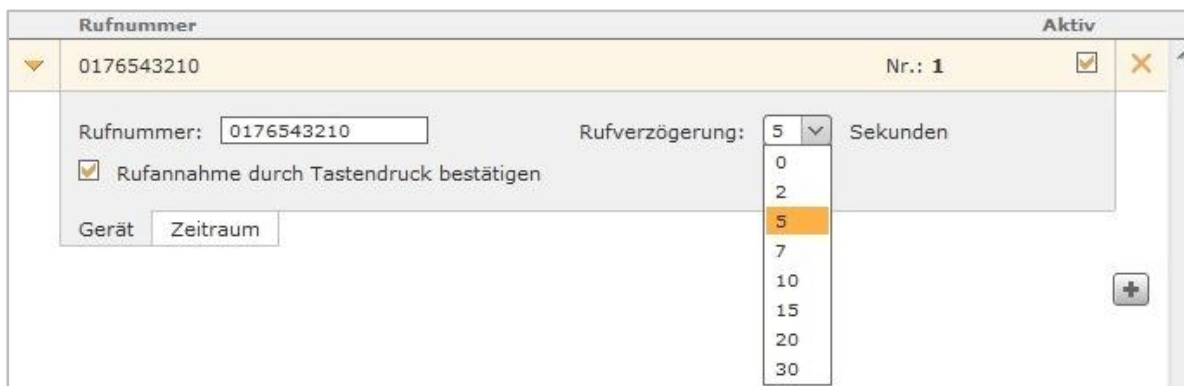 Rufnummer Aktiv
0176543210 Nr.: 1
Rufnummer: 0176543210 Rufverzögerung: 5 Sekunden
Rufannahme durch Tastendruck bestätigen
Gerät Zeitraum
0
2
5
7
10
15
20
30